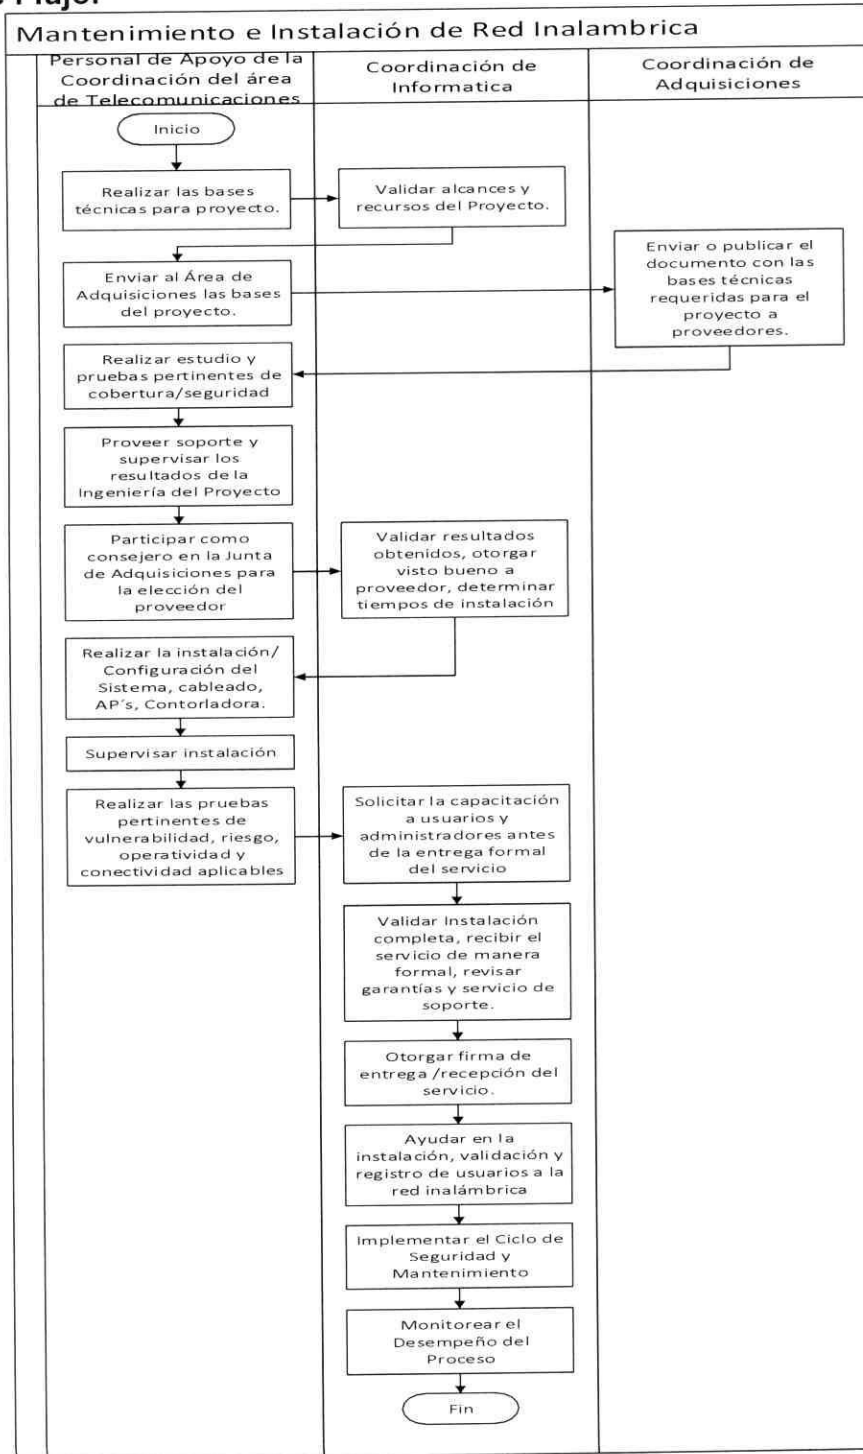 Mantenimiento e Instalación de Red Inalambrica
Personal de Apoyo de la
Coordinación del área
de Telecomunicaciones
Coordinación de
Informatica
Coordinación de
Adquisiciones
Inicio
Realizar las bases
técnicas para proyecto.
Validar alcances y
recursos del Proyecto.
Enviar al Área de
Adquisiciones las bases
del proyecto.
Enviar o publicar el
documento con las
bases técnicas
requeridas para el
proyecto a
proveedores.
Realizar estudio y
pruebas pertinentes de
cobertura/seguridad
Proveer soporte y
supervisar los
resultados de la
Ingeniería del Proyecto
Participar como
consejero en la Junta
de Adquisiciones para
la elección del
proveedor
Validar resultados
obtenidos, otorgar
visto bueno a
proveedor, determinar
tiempos de instalación
Realizar la instalación/
Configuración del
Sistema, cableado,
AP´s, Contorladora.
Supervisar instalación
Realizar las pruebas
pertinentes de
vulnerabilidad, riesgo,
operatividad y
conectividad aplicables
Solicitar la capacitación
a usuarios y
administradores antes
de la entrega formal
del servicio
Validar Instalación
completa, recibir el
servicio de manera
formal, revisar
garantías y servicio de
soporte.
Otorgar firma de
entrega /recepción del
servicio.
Ayudar en la
instalación, validación y
registro de usuarios a la
red inalámbrica
Implementar el Ciclo de
Seguridad y
Mantenimiento
Monitorear el
Desempeño del
Proceso
Fin